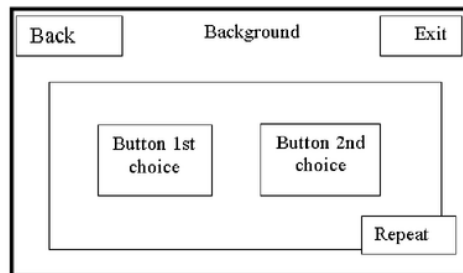 Back
Background
Exit
Button 1st
choice
Button 2nd
choice
Repeat